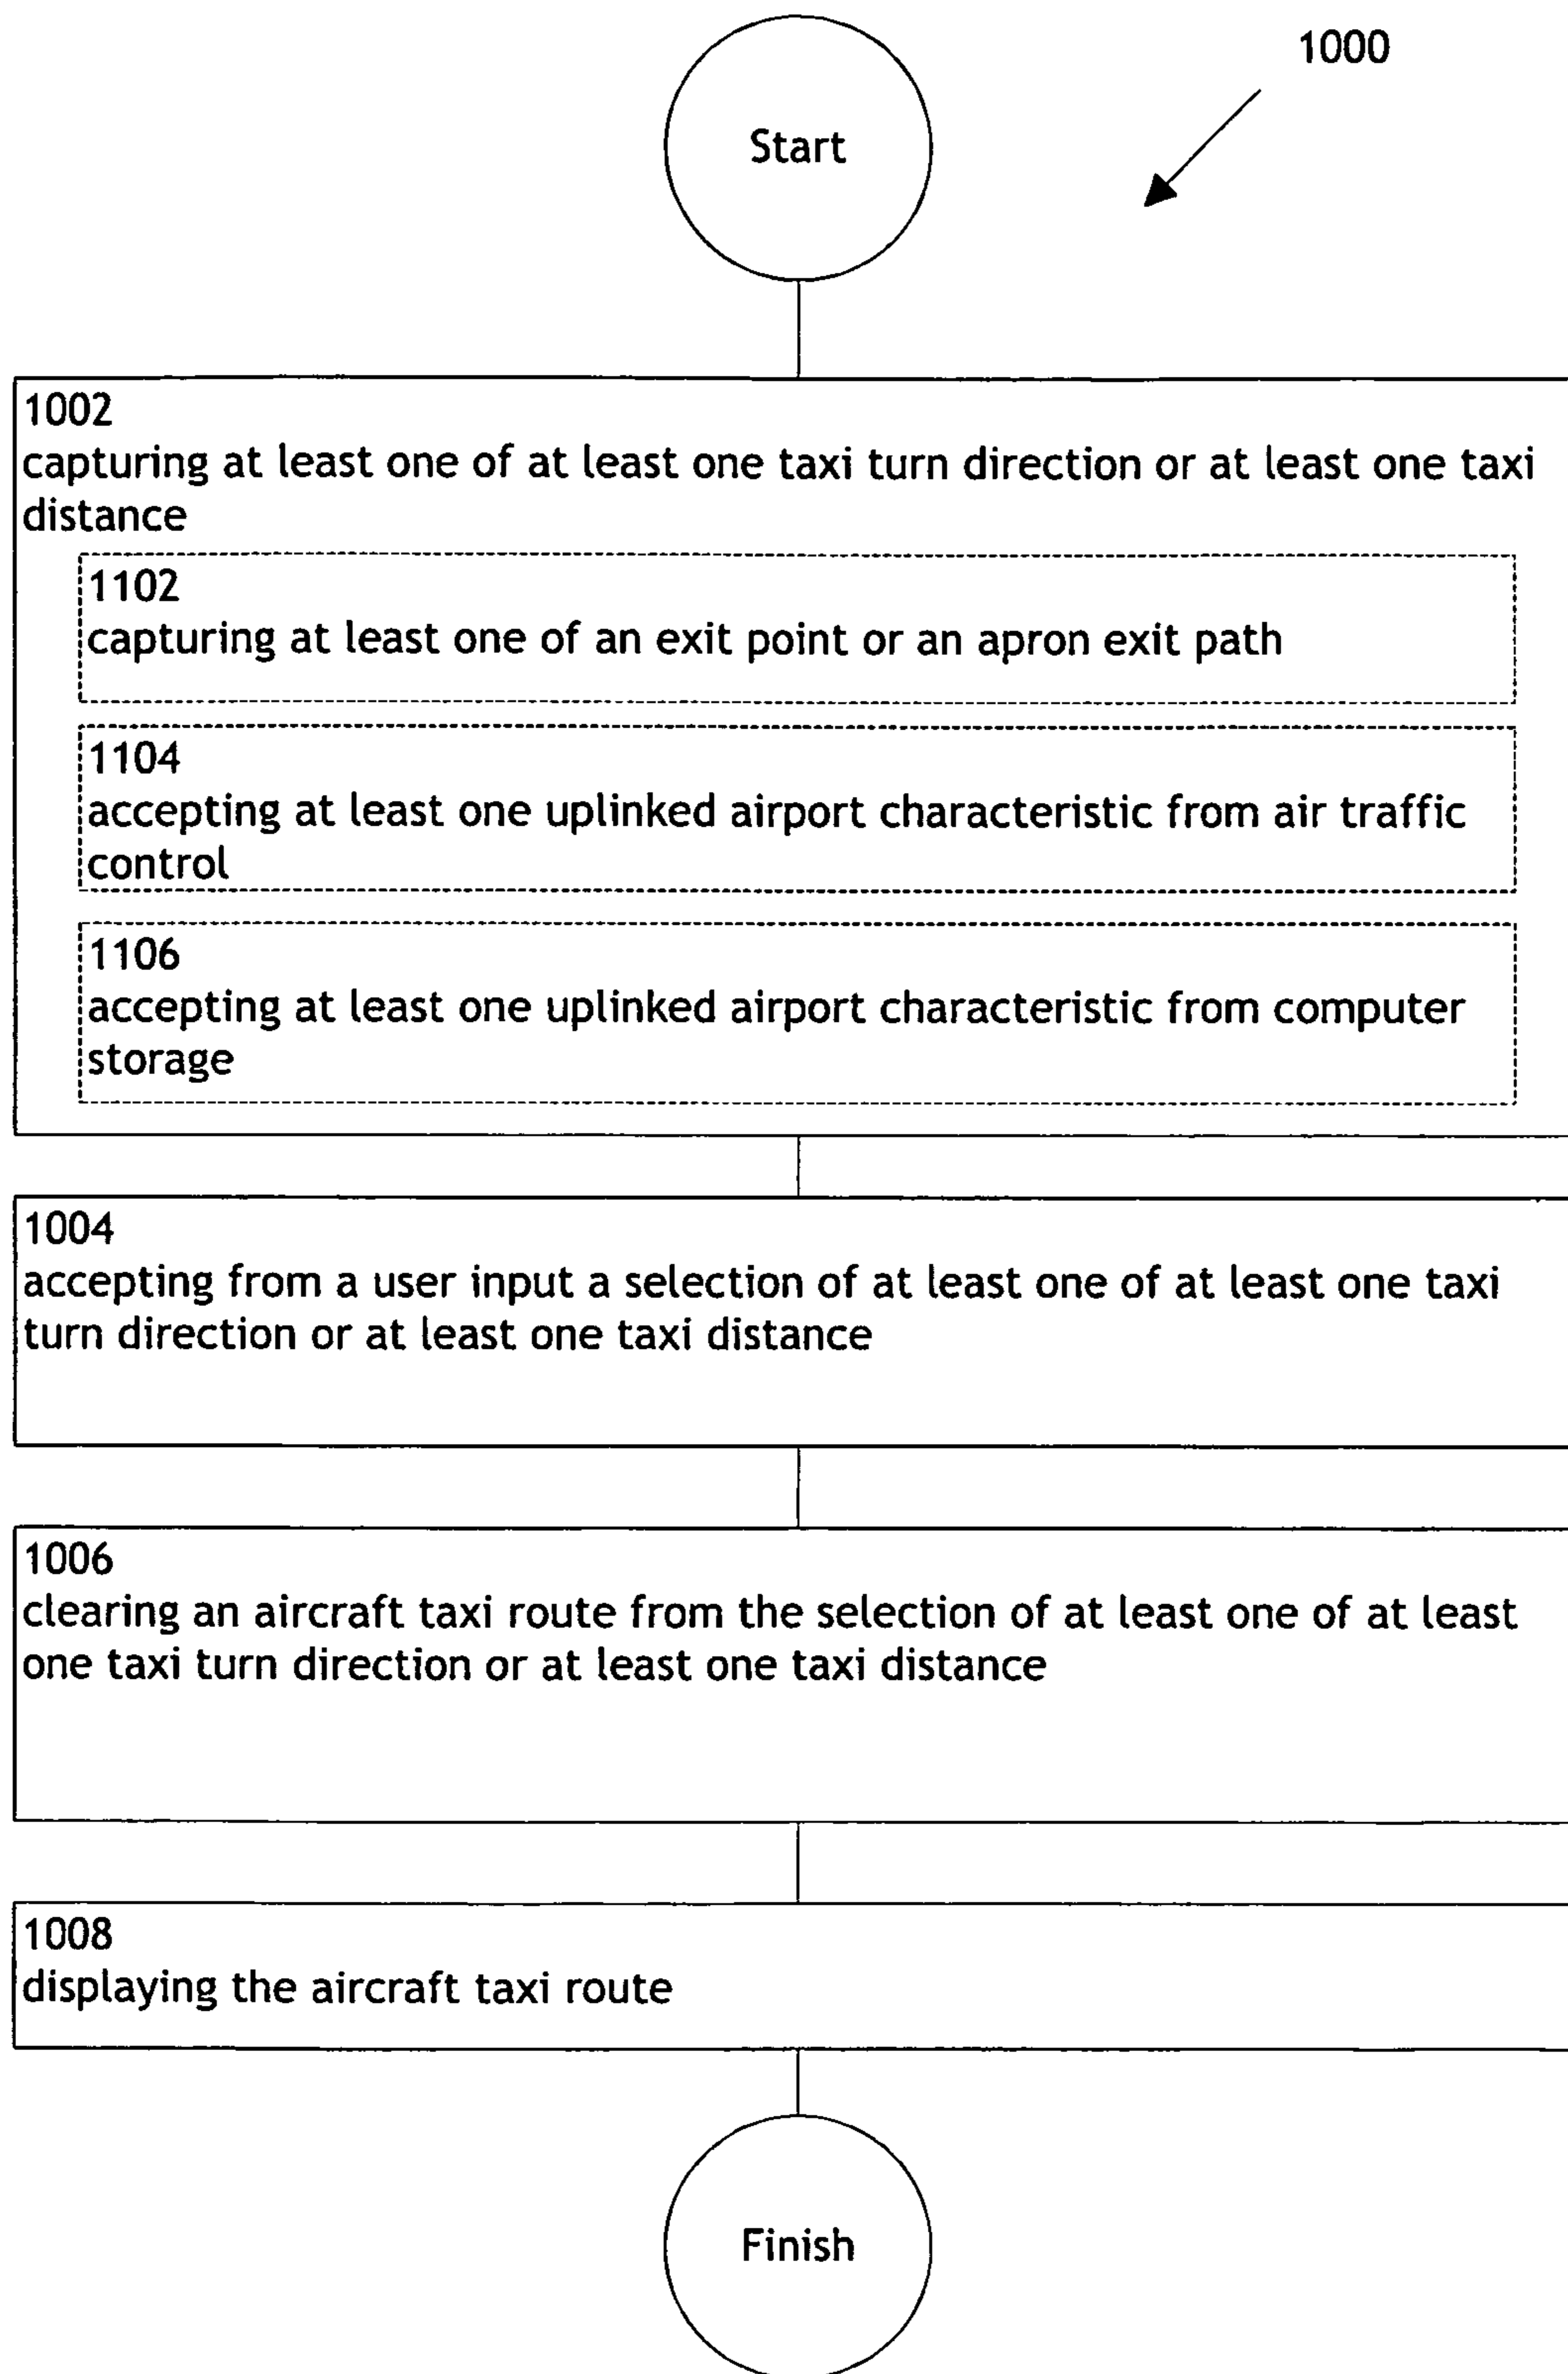 1000
Start
1002
capturing at least one of at least one taxi turn direction or at least one taxi
distance
1102
capturing at least one of an exit point or an apron exit path
1104
accepting at least one uplinked airport characteristic from air traffic
control
1106
accepting at least one uplinked airport characteristic from computer
storage
1004
accepting from a user input a selection of at least one of at least one taxi
turn direction or at least one taxi distance
1006
clearing an aircraft taxi route from the selection of at least one of at least
one taxi turn direction or at least one taxi distance
1008
displaying the aircraft taxi route
Finish